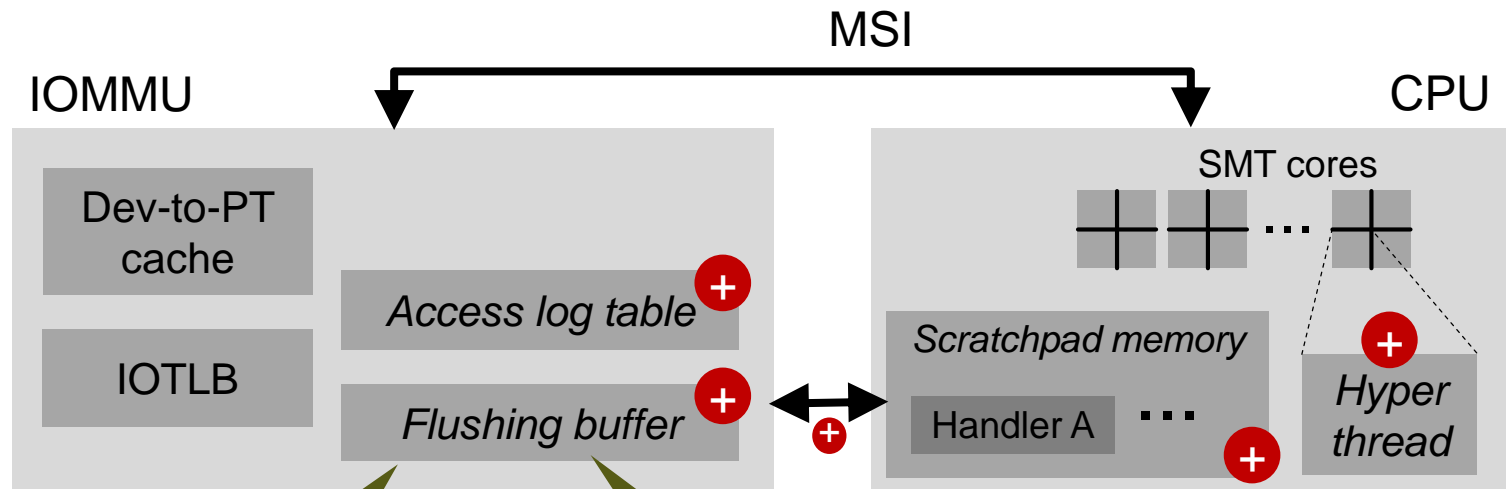 MSI
IOMMU
CPU
Dev-to-PT
cache
IOTLB
Access log table
+
Flushing buffer
+
+
SMT cores
...
Scratchpad memory
Handler A
...
+
+
Hyper
thread